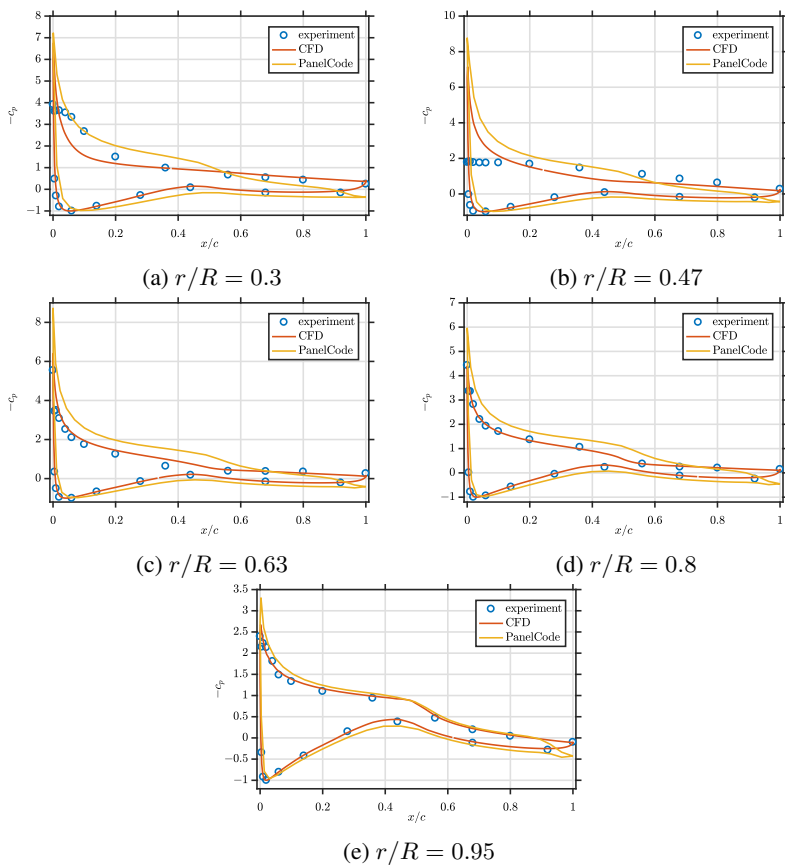 8
7
6
5
4
3
2
1
0
−1
−c_p
experiment
CFD
PanelCode
0 0.2 0.4 0.6 0.8 1
x/c
(a) r/R = 0.3
10
8
6
4
2
0
−c_p
experiment
CFD
PanelCode
0 0.2 0.4 0.6 0.8 1
x/c
(b) r/R = 0.47
8
6
4
2
0
−c_p
experiment
CFD
PanelCode
0 0.2 0.4 0.6 0.8 1
x/c
(c) r/R = 0.63
7
6
5
4
3
2
1
0
−1
−c_p
experiment
CFD
PanelCode
0 0.2 0.4 0.6 0.8 1
x/c
(d) r/R = 0.8
3.5
3
2.5
2
1.5
1
0.5
0
−0.5
−1
−c_p
experiment
CFD
PanelCode
0 0.2 0.4 0.6 0.8 1
x/c
(e) r/R = 0.95